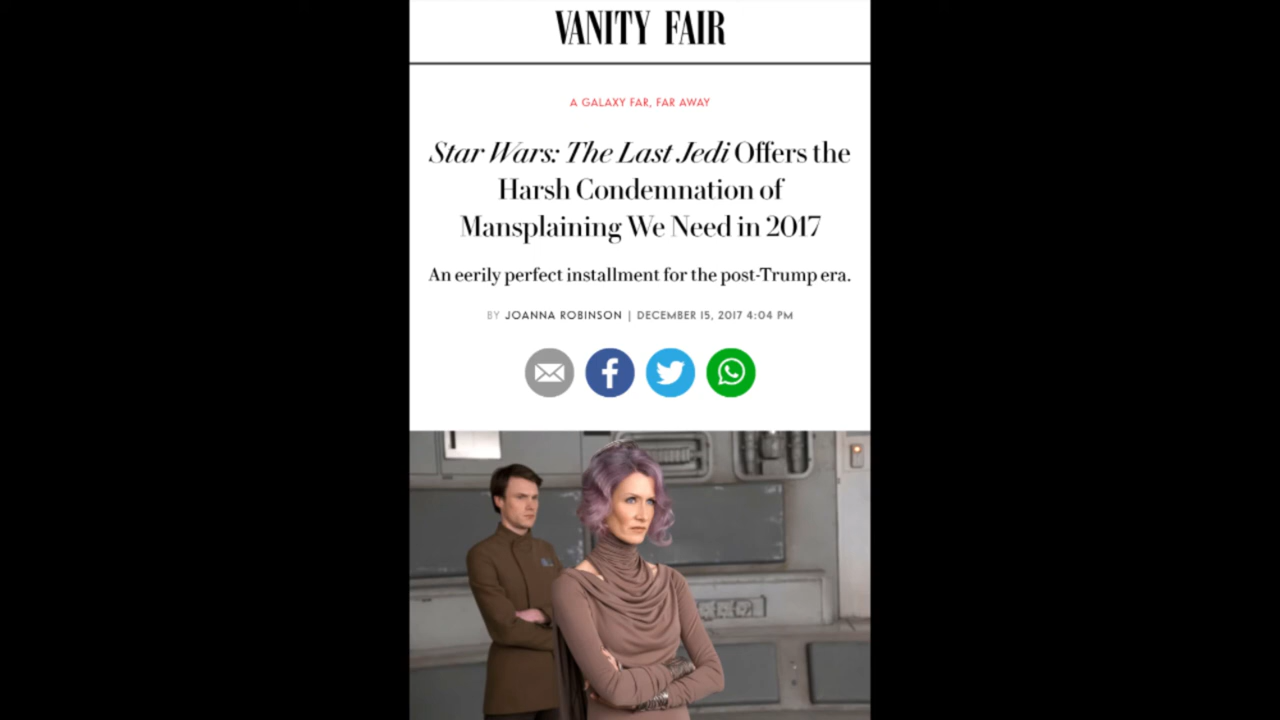 VANITY FAIR
A GALAXY FAR, FAR AWAY
Star Wars: The Last Jedi Offers the
Harsh Condemnation of
Mansplaining We Need in 2017
An eerily perfect installment for the post-Trump era.
BY JOANNA ROBINSON | DECEMBER 15, 2017 4:04 PM